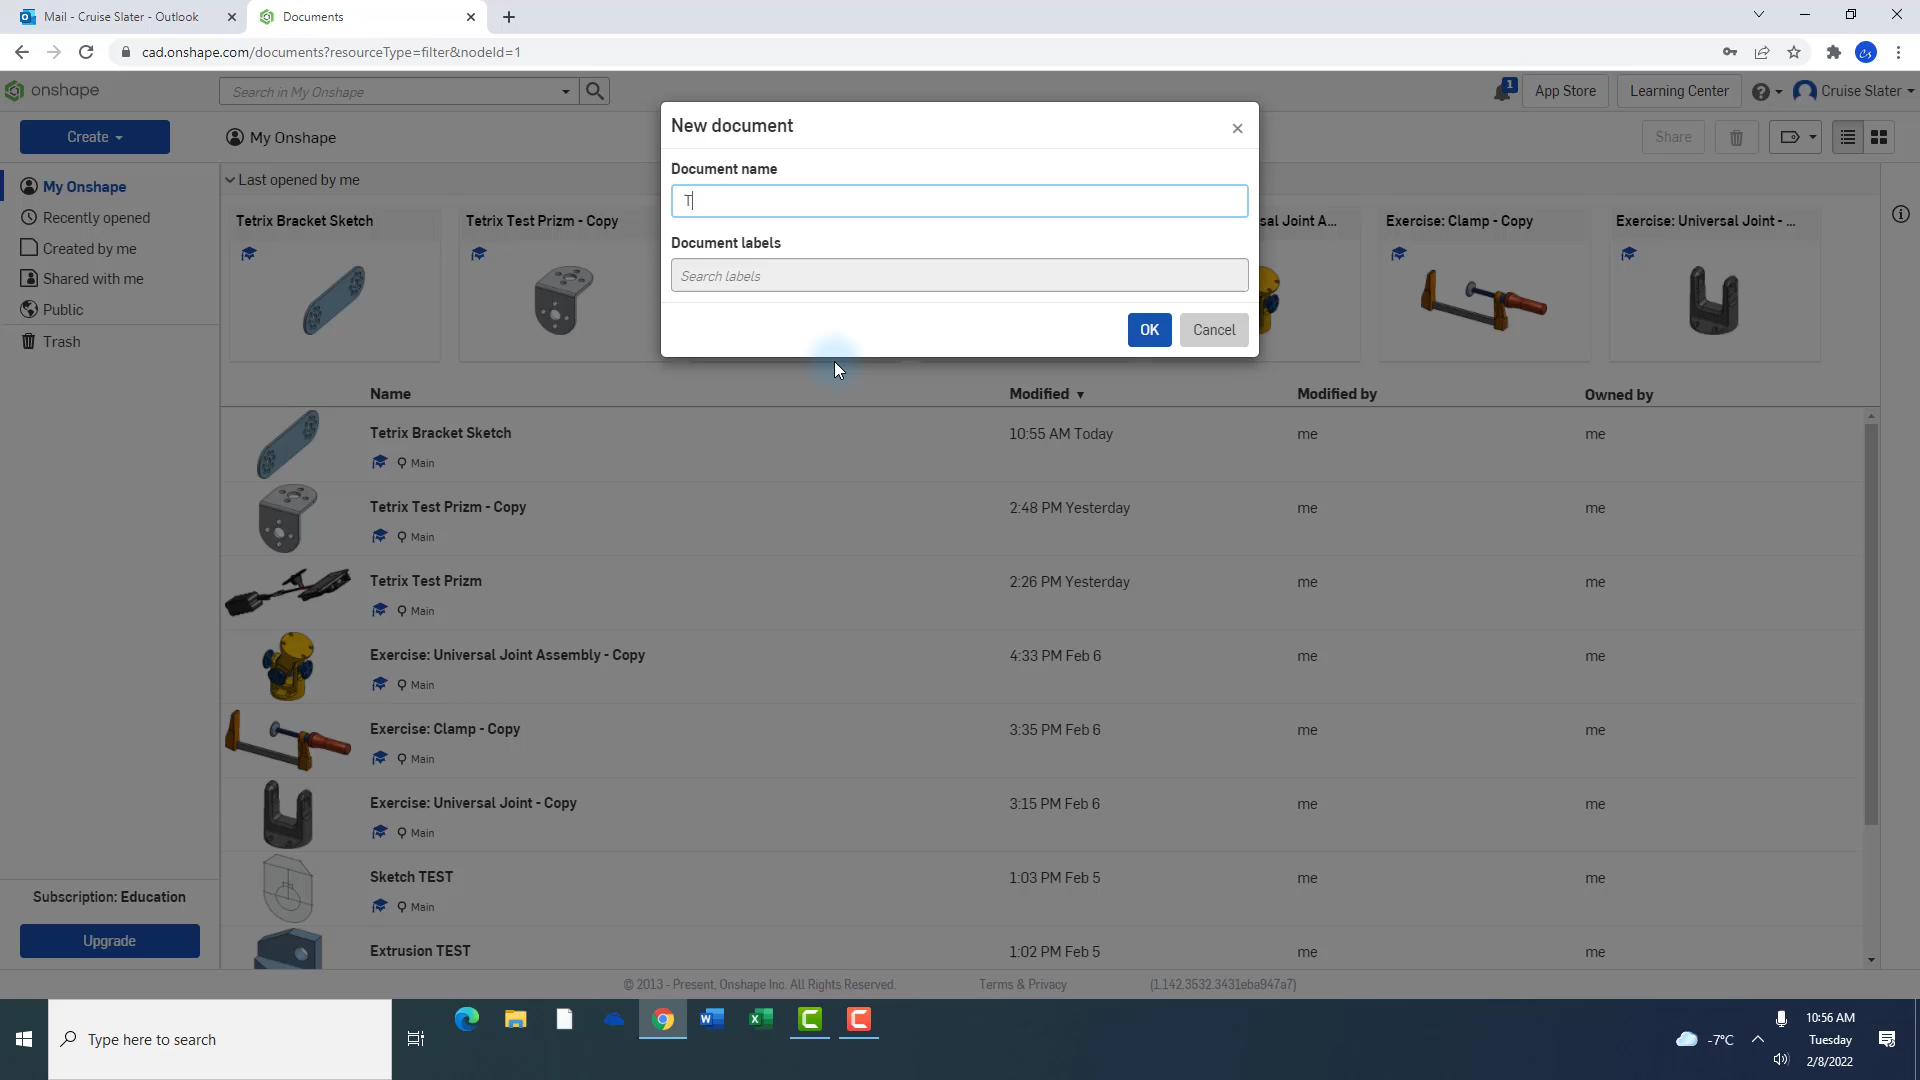 Mail - Cruise Slater - Outlook
Documents
cad.onshape.com/documents?resourceType=filter&nodeId=1
onshape
Search in My Onshape
1
App Store
Learning Center
Cruise Slater
Create
My Onshape
Share
New document
Document name
T
Document labels
Search labels
OK
Cancel
My Onshape
Recently opened
Created by me
Shared with me
Public
Trash
Last opened by me
Tetrix Bracket Sketch
Tetrix Test Prizm - Copy
sal Joint A...
Exercise: Clamp - Copy
Exercise: Universal Joint - ...
Name
Modified
Modified by
Owned by
Tetrix Bracket Sketch
Main
10:55 AM Today
me
me
Tetrix Test Prizm - Copy
Main
2:48 PM Yesterday
me
me
Tetrix Test Prizm
Main
2:26 PM Yesterday
me
me
Exercise: Universal Joint Assembly - Copy
Main
4:33 PM Feb 6
me
me
Exercise: Clamp - Copy
Main
3:35 PM Feb 6
me
me
Exercise: Universal Joint - Copy
Main
3:15 PM Feb 6
me
me
Sketch TEST
Main
1:03 PM Feb 5
me
me
Extrusion TEST
1:02 PM Feb 5
me
me
Subscription: Education
Upgrade
© 2013 - Present, Onshape Inc. All Rights Reserved.
Terms & Privacy
(1.142.3532.3431eba947a7)
Type here to search
-7°C
10:56 AM
Tuesday
2/8/2022